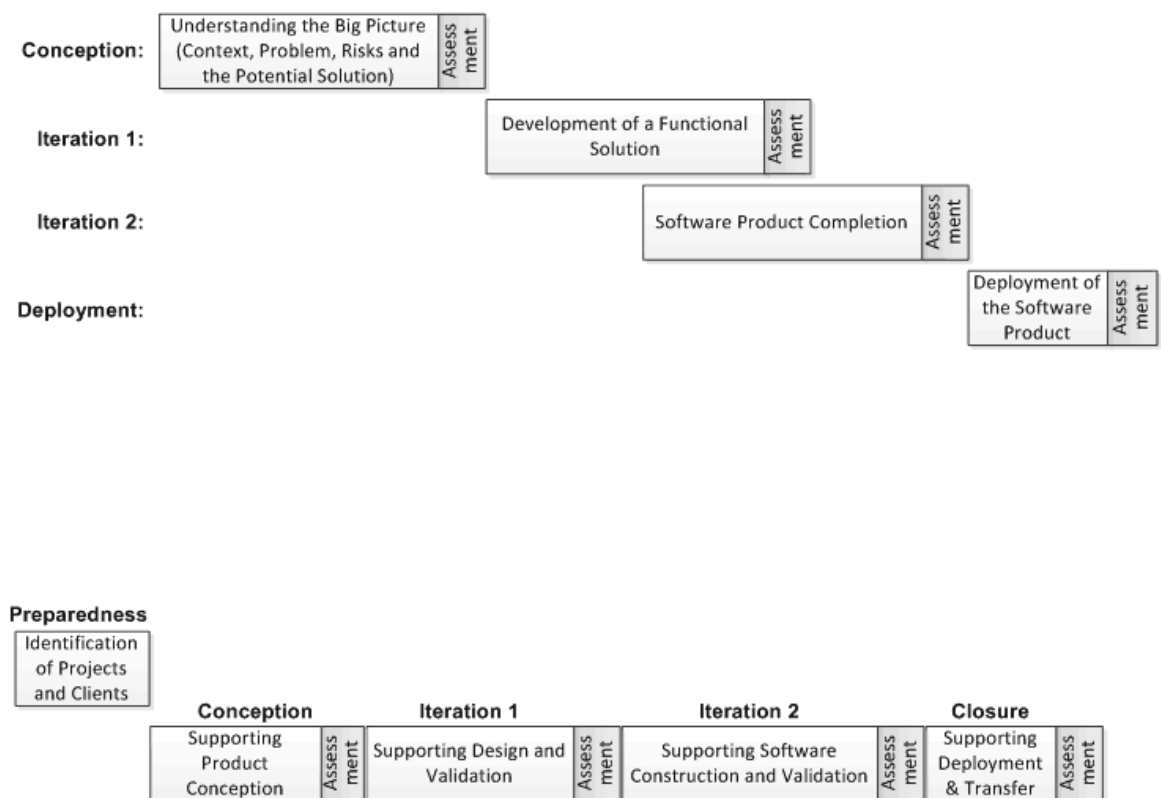 Conception:
Understanding the Big Picture
(Context, Problem, Risks and
the Potential Solution)
Assess
ment
Iteration 1:
Development of a Functional
Solution
Assess
ment
Iteration 2:
Software Product Completion
Assess
ment
Deployment:
Deployment of
the Software
Product
Assess
ment
Preparedness
Identification
of Projects
and Clients
Conception
Supporting
Product
Conception
Assess
ment
Iteration 1
Supporting Design and
Validation
Assess
ment
Iteration 2
Supporting Software
Construction and Validation
Assess
ment
Closure
Supporting
Deployment
& Transfer
Assess
ment